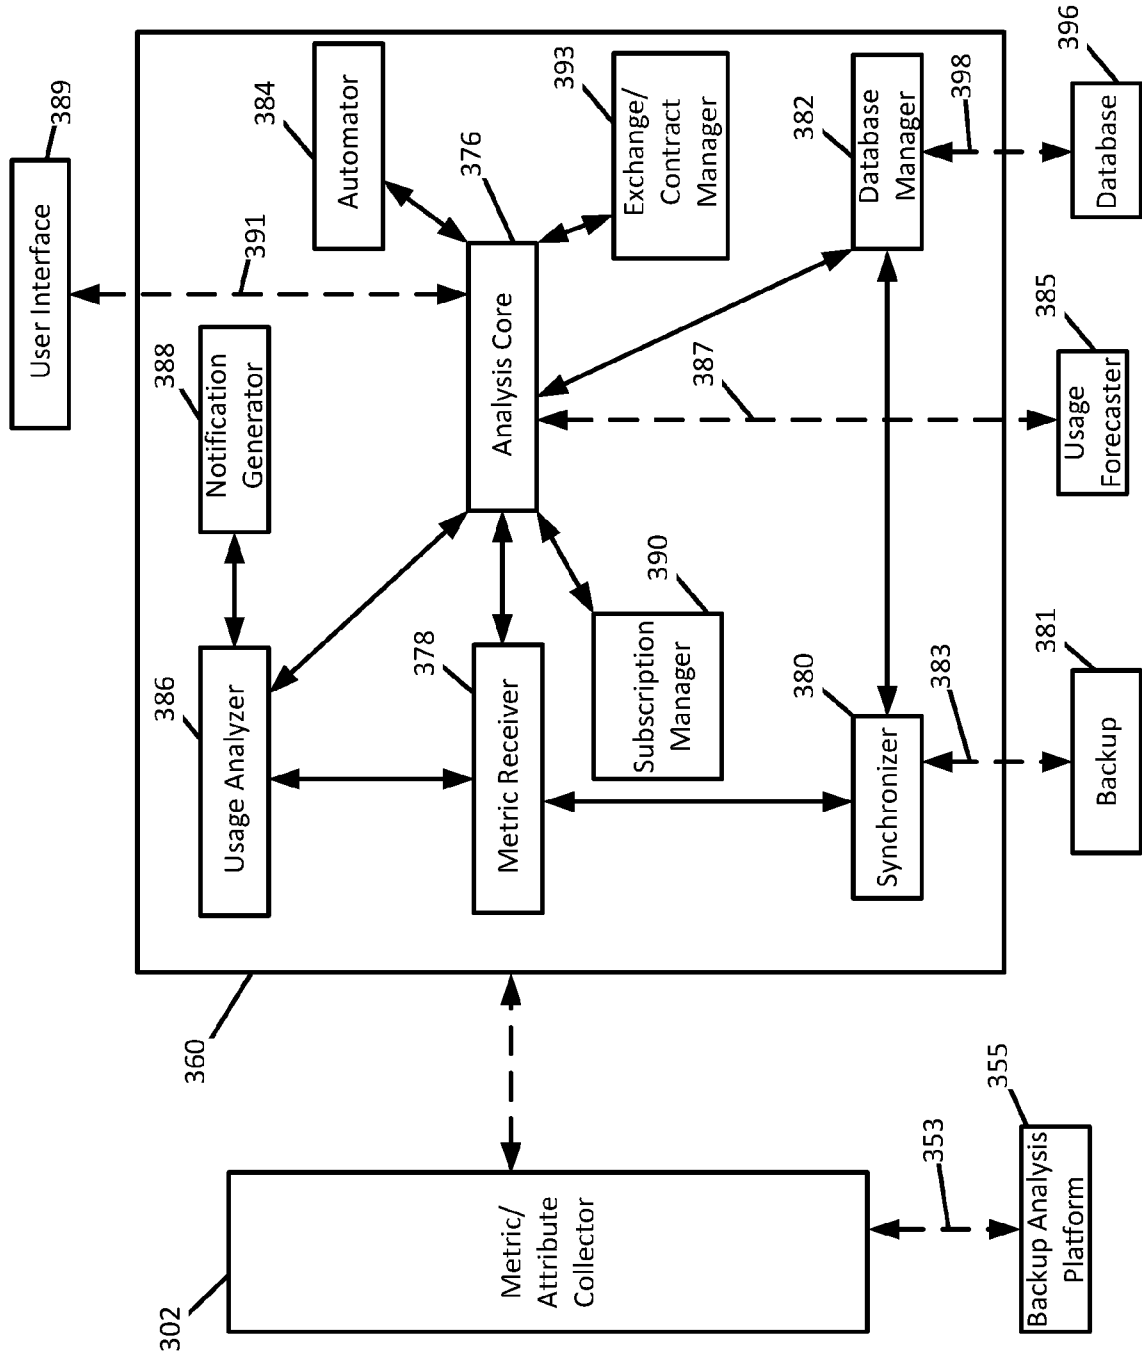 302
Metric/
Attribute
Collector
353
355
Backup Analysis
Platform
360
386
Usage Analyzer
388
Notification
Generator
User Interface
389
391
384
Automator
376
Analysis Core
378
Metric Receiver
390
Subscription
Manager
393
Exchange/
Contract
Manager
387
380
Synchronizer
382
Database
Manager
383
381
Backup
385
Usage
Forecaster
398
396
Database